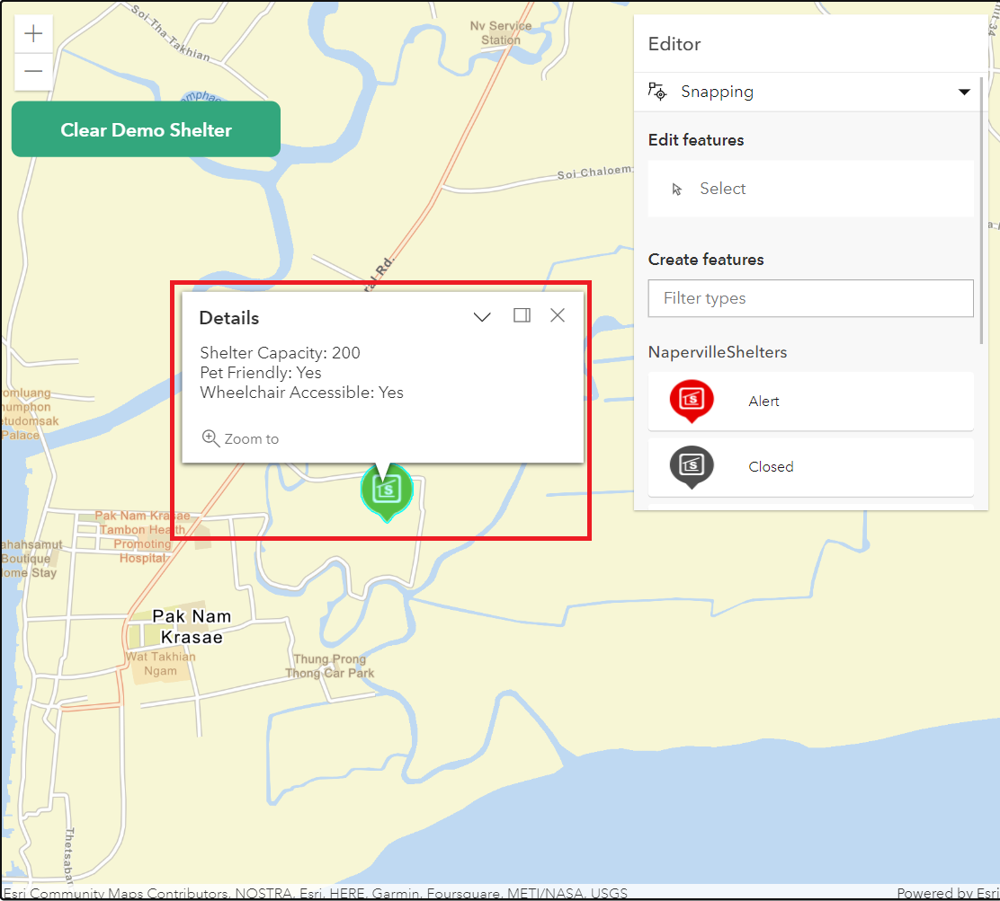 Soi Tha Takhian
Nv Service
Station
Clear Demo Shelter
Editor
Snapping
Edit features
Select
Create features
Filter types
NapervilleShelters
Alert
Closed
Soi Chaloem
ral Rd.
Details
Shelter Capacity: 200
Pet Friendly: Yes
Wheelchair Accessible: Yes
Zoom to
omluang
humphon
etudomsak
Palace
Pak Nam Krasae
Tambon Health
Promoting
Hospital
ahahsamut
Boutique
Home Stay
Pak Nam
Krasae
Wat Takhian
Ngam
Thung Prong
Thong Car Park
Thetsabar
Esri Community Maps Contributors, NOSTRA, Esri, HERE, Garmin, Foursquare, METI/NASA, USGS
Powered by Esri